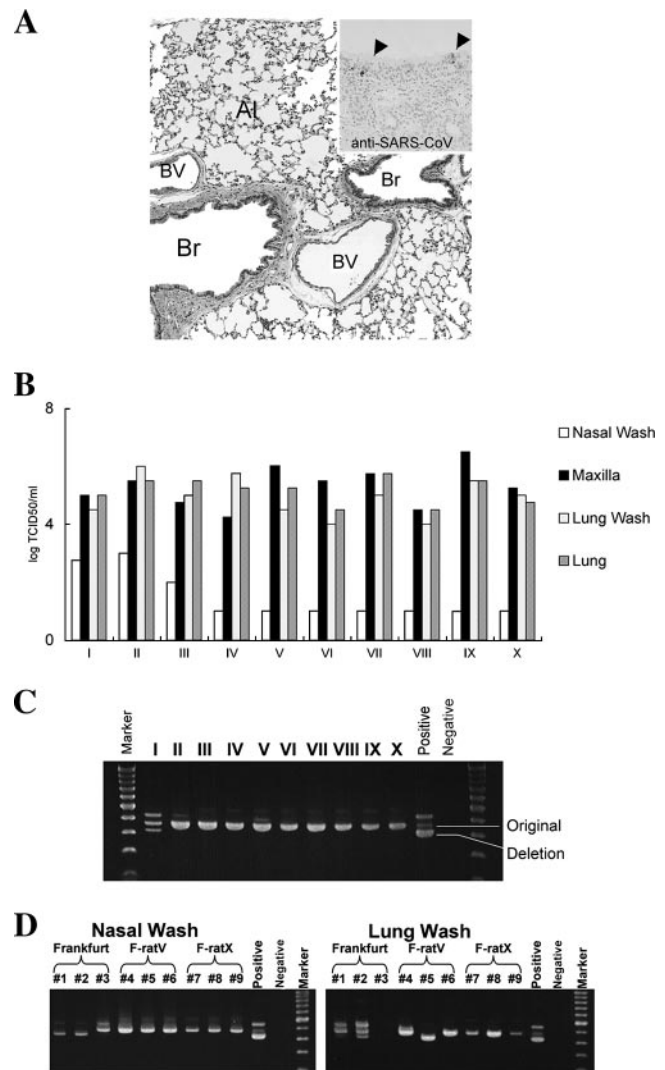 A
Al
BV
Br
Br
BV
anti-SARS-CoV
B
8
4
0
log TCID50/ml
I II III IV V VI VII VIII IX X
Nasal Wash
Maxilla
Lung Wash
Lung
C
Marker I II III IV V VI VII VIII IX X Positive Negative
Original
Deletion
D
Nasal Wash
Frankfurt F-ratV F-ratX
#1 #2 #3 #4 #5 #6 #7 #8 #9 Positive Negative Marker
Lung Wash
Frankfurt F-ratV F-ratX
#1 #2 #3 #4 #5 #6 #7 #8 #9 Positive Negative Marker